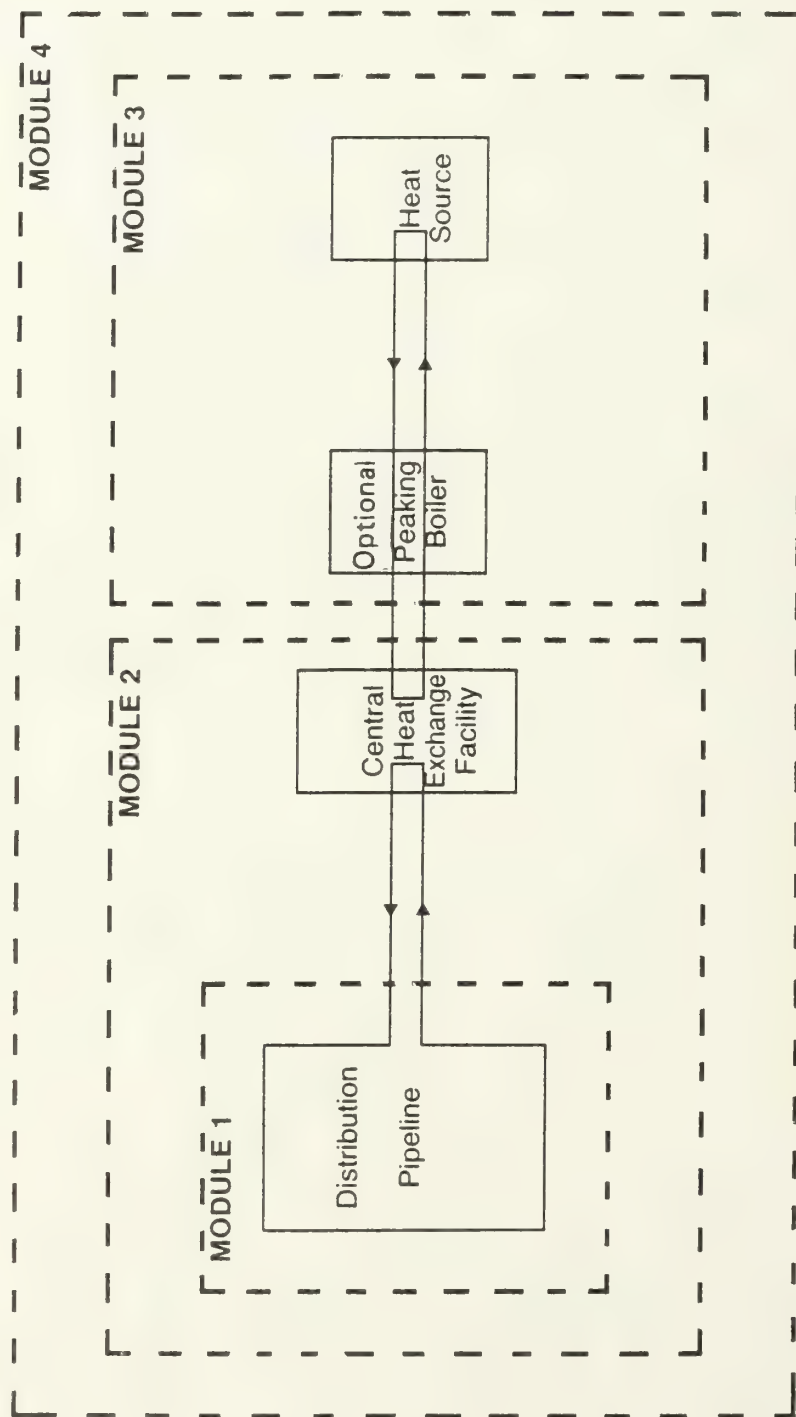 MODULE 4
MODULE 3
Heat
Source
Optional
Peaking
Boiler
MODULE 2
Central
Heat
Exchange
Facility
MODULE 1
Distribution
Pipeline